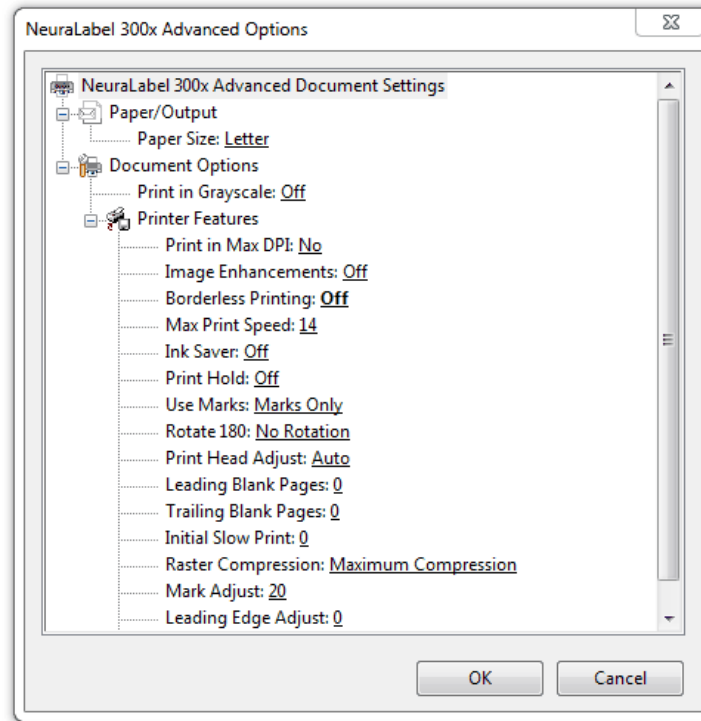 NeuraLabel 300x Advanced Options
NeuraLabel 300x Advanced Document Settings
Paper/Output
Paper Size: Letter
Document Options
Print in Grayscale: Off
Printer Features
Print in Max DPI: No
Image Enhancements: Off
Borderless Printing: Off
Max Print Speed: 14
Ink Saver: Off
Print Hold: Off
Use Marks: Marks Only
Rotate 180: No Rotation
Print Head Adjust: Auto
Leading Blank Pages: 0
Trailing Blank Pages: 0
Initial Slow Print: 0
Raster Compression: Maximum Compression
Mark Adjust: 20
Leading Edge Adjust: 0
OK Cancel